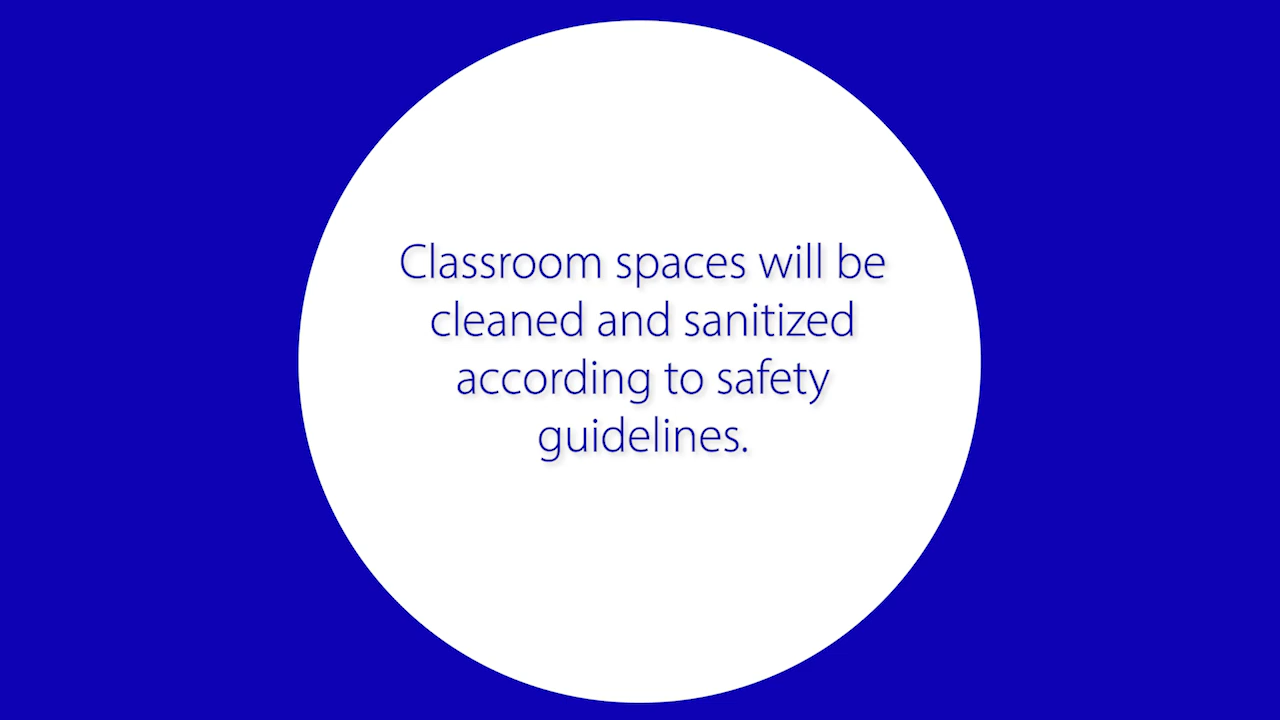 Classroom spaces will be
cleaned and sanitized
according to safety
guidelines.